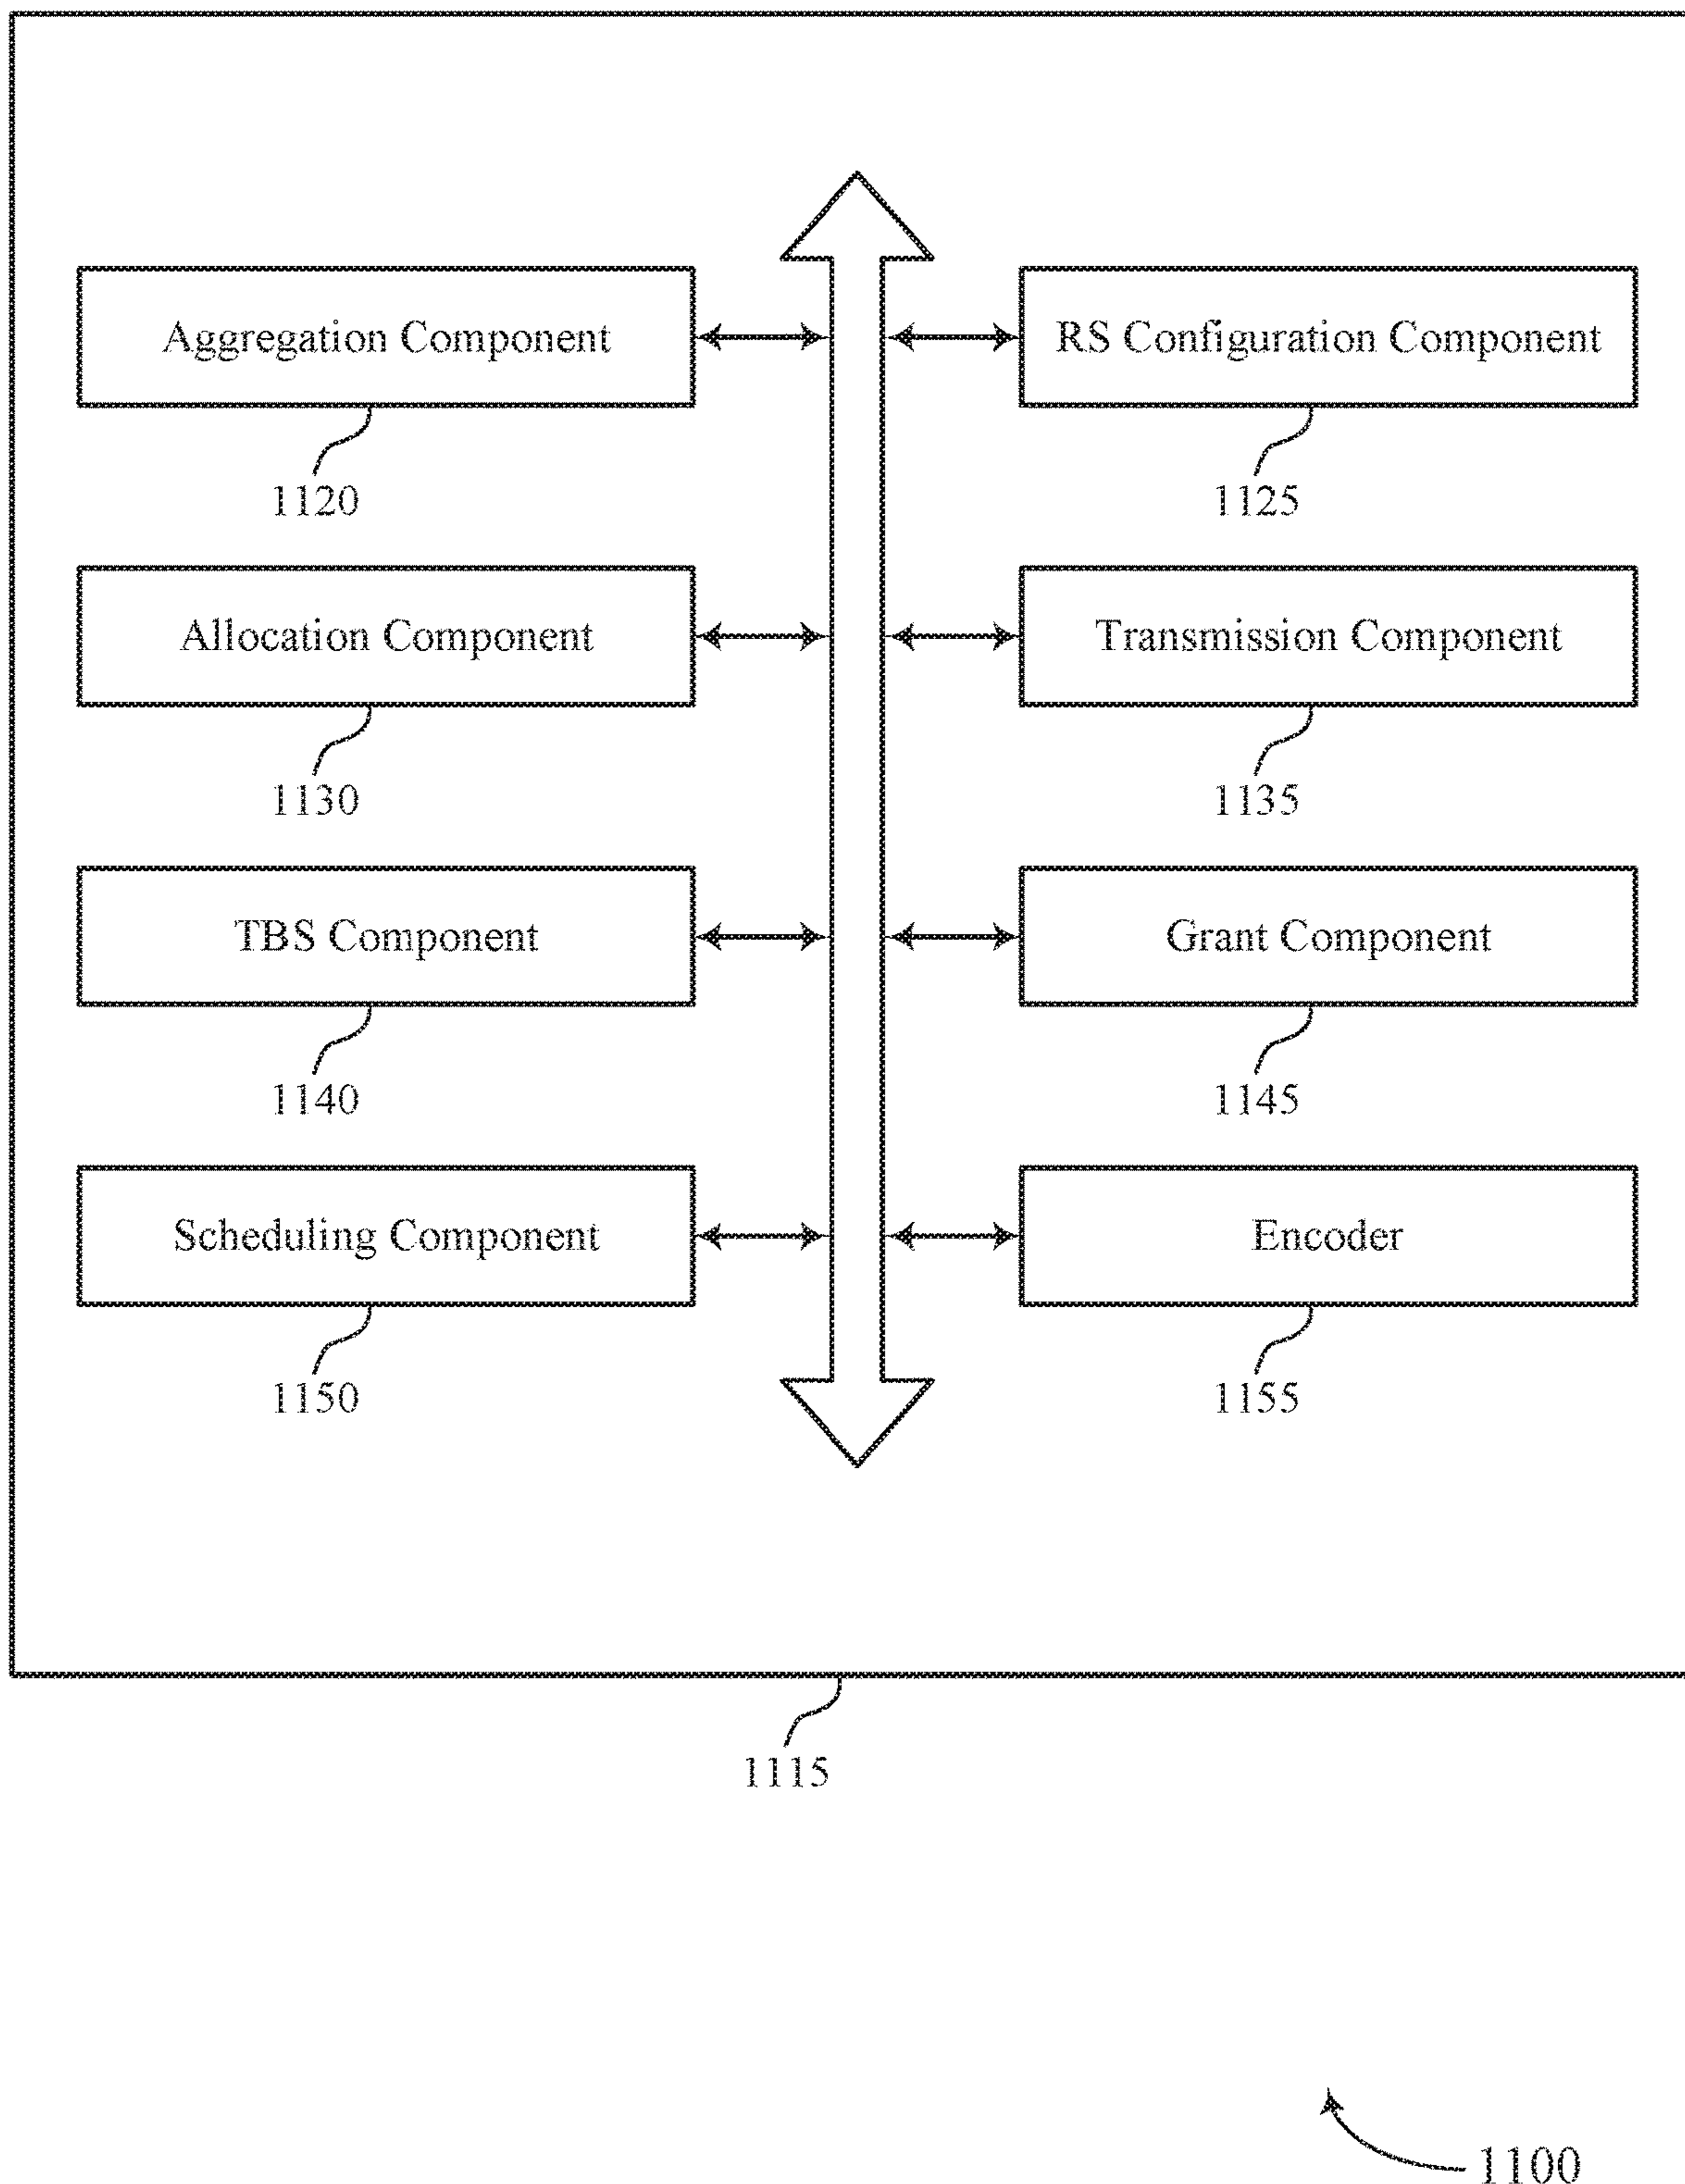 Aggregation Component
RS Configuration Component
1120
1125
Allocation Component
Transmission Component
1130
1135
TBS Component
Grant Component
1140
1145
Scheduling Component
Encoder
1150
1155
1115
1100